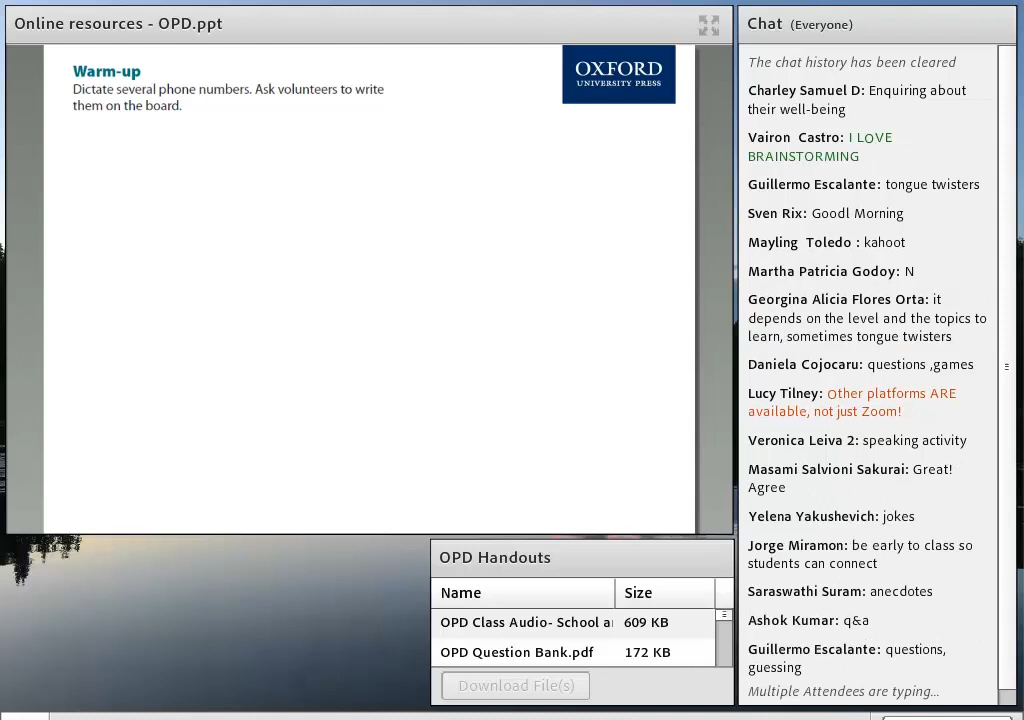 Online resources - OPD.ppt
Warm-up
Dictate several phone numbers. Ask volunteers to write
them on the board.
OXFORD
UNIVERSITY PRESS
OPD Handouts
Name Size
OPD Class Audio- School a 609 KB
OPD Question Bank.pdf 172 KB
Download File(s)
Chat (Everyone)
The chat history has been cleared
Charley Samuel D: Enquiring about
their well-being
Vairon Castro: I LOVE
BRAINSTORMING
Guillermo Escalante: tongue twisters
Sven Rix: Goodl Morning
Mayling Toledo : kahoot
Martha Patricia Godoy: N
Georgina Alicia Flores Orta: it
depends on the level and the topics to
learn, sometimes tongue twisters
Daniela Cojocaru: questions ,games
Lucy Tilney: Other platforms ARE
available, not just Zoom!
Veronica Leiva 2: speaking activity
Masami Salvioni Sakurai: Great!
Agree
Yelena Yakushevich: jokes
Jorge Miramon: be early to class so
students can connect
Saraswathi Suram: anecdotes
Ashok Kumar: q&a
Guillermo Escalante: questions,
guessing
Multiple Attendees are typing...